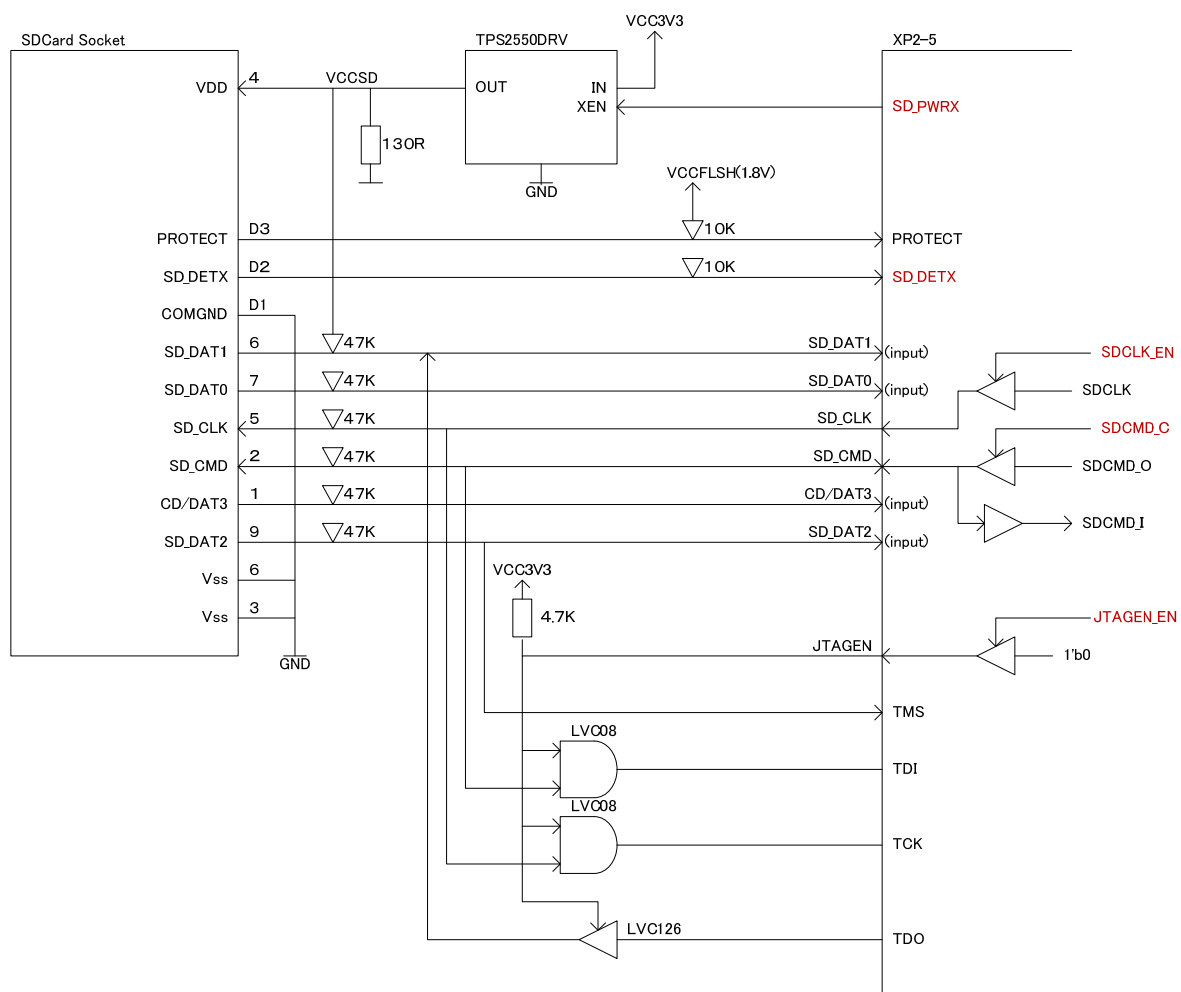 SDCard Socket
TPS2550DRV
VCC3V3
XP2-5
VDD
4
VCCSD
OUT
IN
XEN
SD_PWRX
130R
GND
VCCFLSH(1.8V)
PROTECT
D3
10K
PROTECT
SD_DETX
D2
10K
SD_DETX
COMGND
D1
SD_DAT1
6
47K
SD_DAT1
(input)
SDCLK_EN
SD_DAT0
7
47K
SD_DAT0
(input)
SDCLK
SD_CLK
5
47K
SD_CLK
SDCMD_C
SD_CMD
2
47K
SD_CMD
SDCMD_O
CD/DAT3
1
47K
CD/DAT3
(input)
SDCMD_I
SD_DAT2
9
47K
SD_DAT2
(input)
Vss
6
VCC3V3
Vss
3
4.7K
JTAGEN_EN
GND
JTAGEN
1'b0
TMS
LVC08
TDI
LVC08
TCK
LVC126
TDO